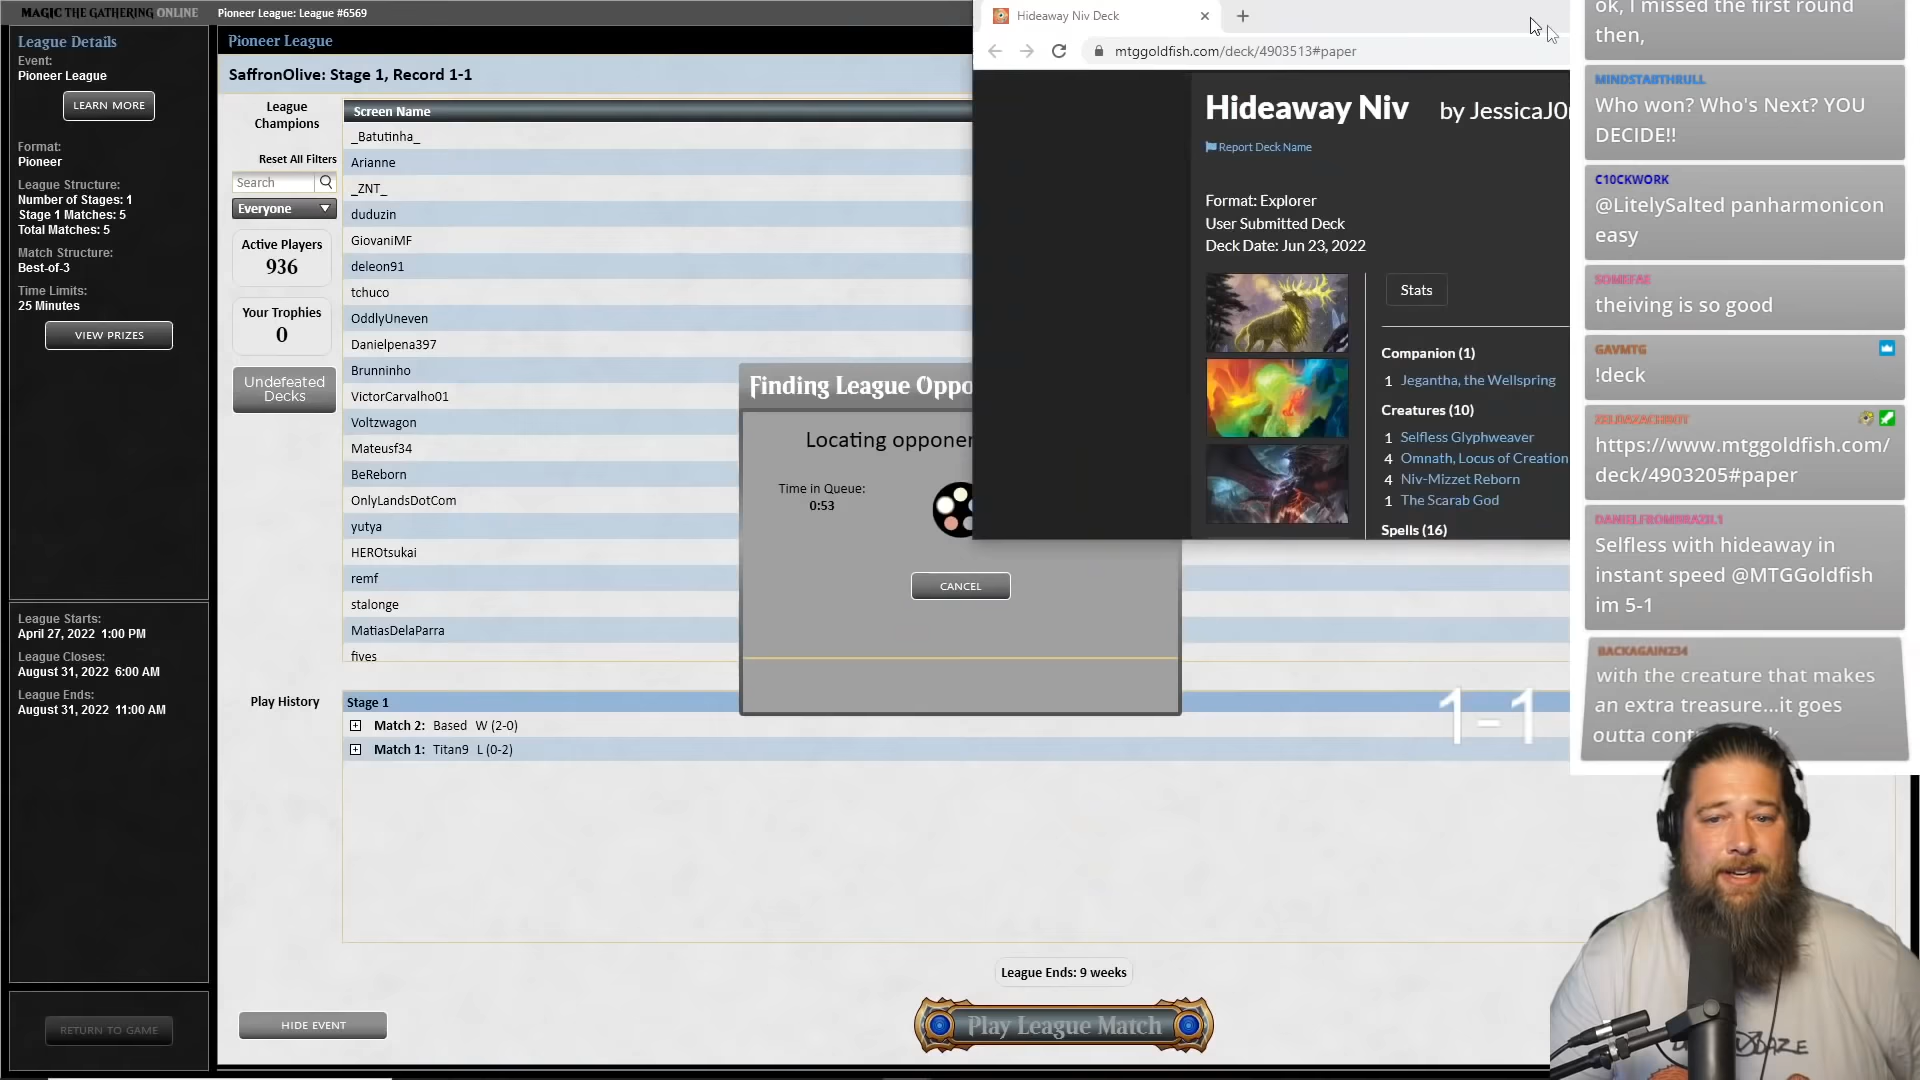 MAGIC THE GATHERING ONLINE
Pioneer League: League #6569
League Details
Event:
Pioneer League
LEARN MORE
Format:
Pioneer
League Structure:
Number of Stages: 1
Stage 1 Matches: 5
Total Matches: 5
Match Structure:
Best-of-3
Time Limits:
25 Minutes
VIEW PRIZES
League Starts:
April 27, 2022 1:00 PM
League Closes:
August 31, 2022 6:00 AM
League Ends:
August 31, 2022 11:00 AM
RETURN TO GAME
Pioneer League
SaffronOlive: Stage 1, Record 1-1
League
Champions
Reset All Filters
Search
Everyone
Active Players
936
Your Trophies
0
Undefeated
Decks
Screen Name
_Batutinha_
Arianne
_ZNT_
duduzin
GiovaniMF
deleon91
tchuco
OddlyUneven
Danielpena397
Brunninho
VictorCarvalho01
Voltzwagon
Mateusf34
BeReborn
OnlyLandsDotCom
yutya
HEROtsukai
remf
stalonge
MatiasDelaParra
fives
Play History
Stage 1
Match 2: Based W (2-0)
Match 1: Titan9 L (0-2)
League Ends: 9 weeks
HIDE EVENT
Play League Match
Finding League Oppo
Locating opponen
Time in Queue:
0:53
CANCEL
Hideaway Niv Deck
mtggoldfish.com/deck/4903513#paper
Hideaway Niv by JessicaJ0
Report Deck Name
Format: Explorer
User Submitted Deck
Deck Date: Jun 23, 2022
Stats
Companion (1)
1 Jegantha, the Wellspring
Creatures (10)
1 Selfless Glyphweaver
4 Omnath, Locus of Creation
4 Niv-Mizzet Reborn
1 The Scarab God
Spells (16)
ok, I missed the first round
then,
MINDSTABTHRULL
Who won? Who's Next? YOU
DECIDE!!
C10CKWORK
@LitelySalted panharmonicon
easy
SOMEFAE
theiving is so good
GAVMTG
!deck
https://www.mtggoldfish.com/
deck/4903205#paper
DANIELFROMBRAZIL1
Selfless with hideaway in
instant speed @MTGGoldfish
im 5-1
BACKAGAIN234
with the creature that makes
an extra treasure...it goes
outta
1-1